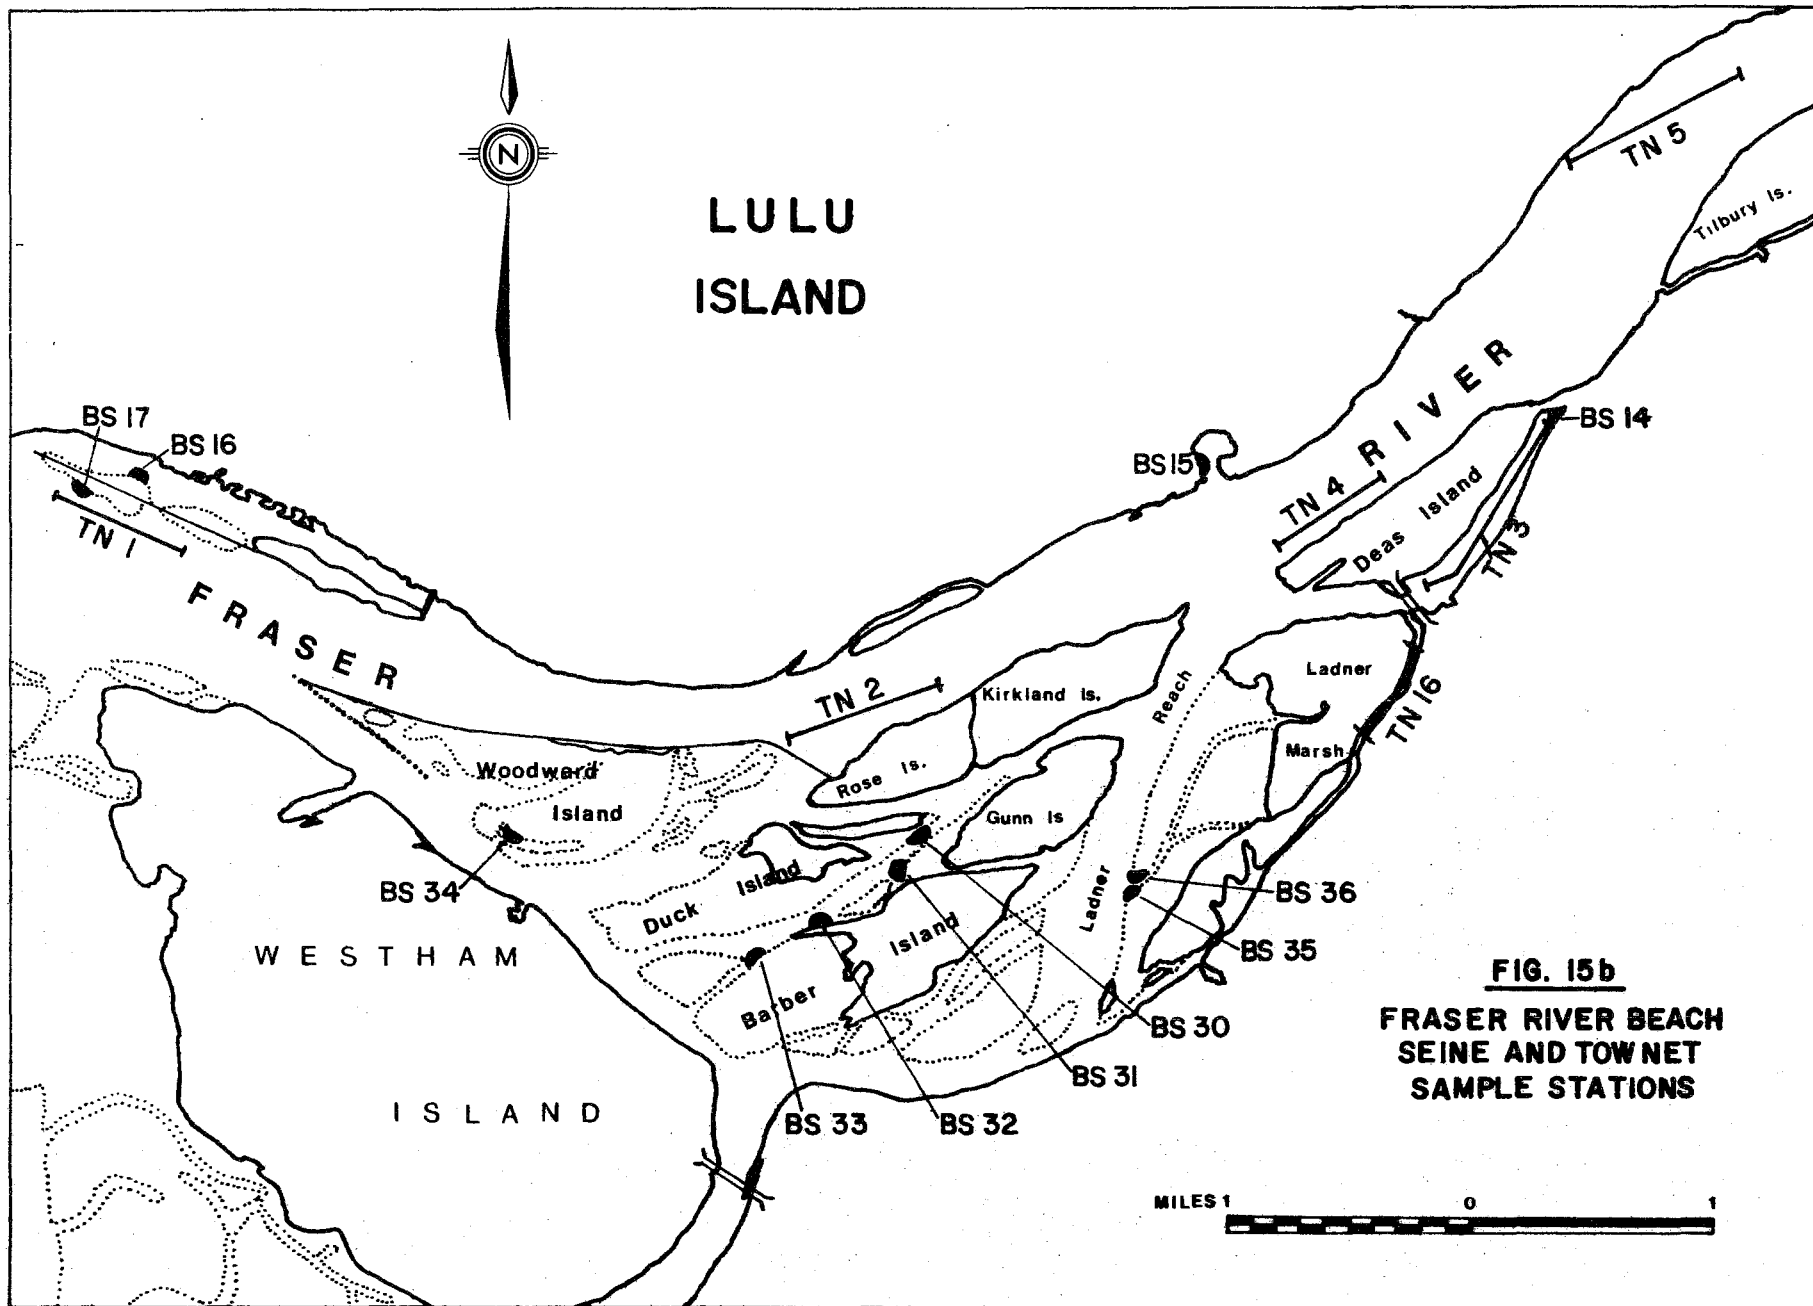 N
LULU
ISLAND
TN 5
Tilbury Is.
BS 17
BS 16
BS 15
BS 14
RIVER
TN 4
Deas Island
TN 3
TN 1
FRASER
TN 2
Kirkland Is.
Reach
Ladner
Marsh
TN 16
Woodward
Island
Rose Is.
Gunn Is
BS 34
Duck Island
Ladner
BS 36
BS 35
WESTHAM
ISLAND
Barber Island
BS 30
BS 31
BS 33
BS 32
FIG. 15b
FRASER RIVER BEACH
SEINE AND TOWNET
SAMPLE STATIONS
MILES 1 0 1